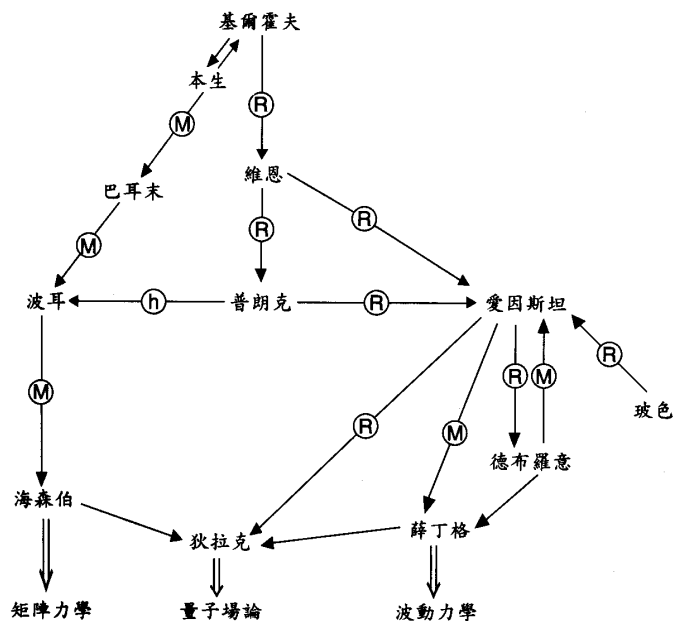 基爾霍夫
本生
R
M
維恩
巴耳末
R
R
M
波耳
h
普朗克
R
愛因斯坦
R
R
M
M
玻色
R
M
德布羅意
海森伯
狄拉克
薛丁格
矩陣力學
量子場論
波動力學